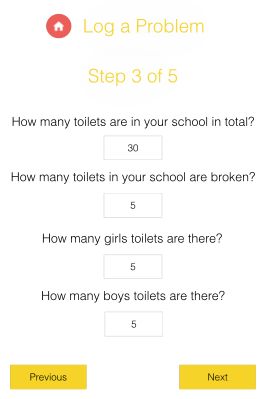 Log a Problem
Step 3 of 5
How many toilets are in your school in total?
30
How many toilets in your school are broken?
5
How many girls toilets are there?
5
How many boys toilets are there?
5
Previous
Next